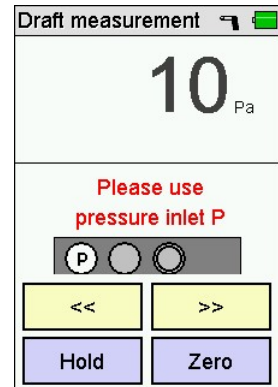 Draft measurement
10 Pa
Please use
pressure inlet P
P
<< >>
Hold Zero